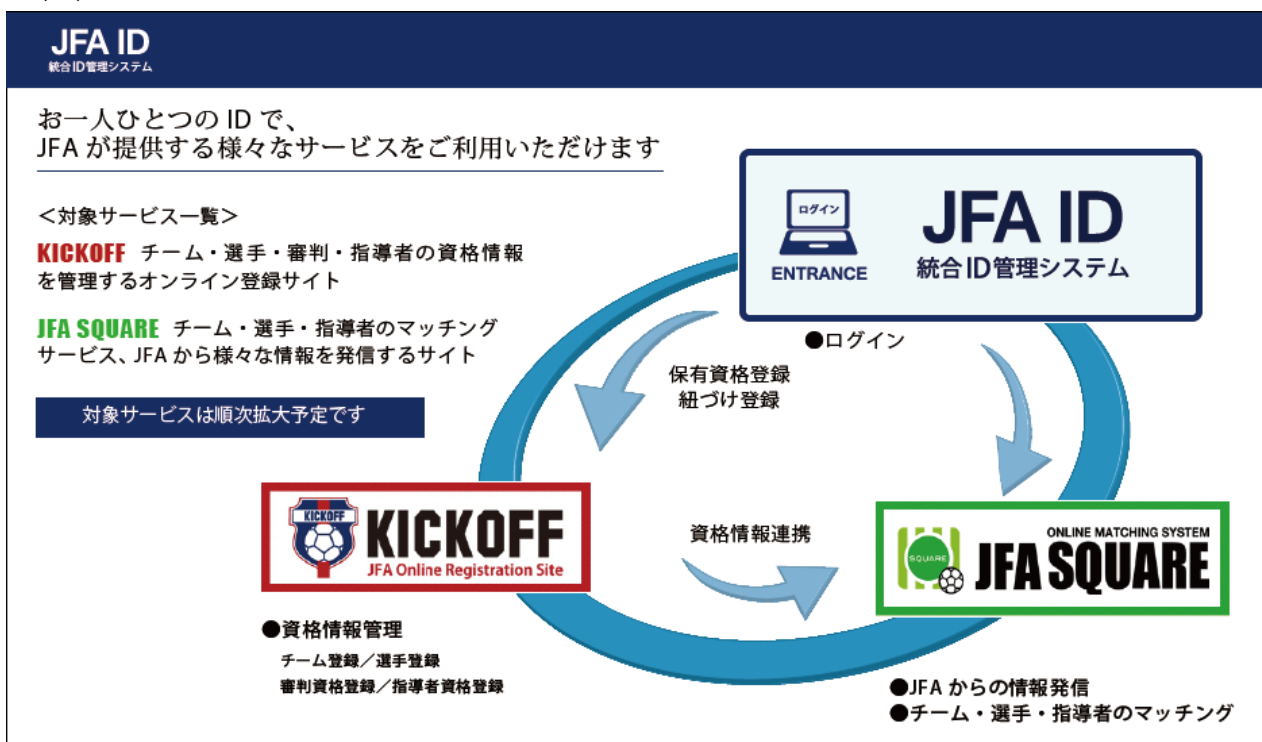 JFA ID
統合ID管理システム
お一人ひとつの ID で、
JFA が提供する様々なサービスをご利用いただけます
＜対象サービス一覧＞
KICKOFF チーム・選手・審判・指導者の資格情報
を管理するオンライン登録サイト
JFA SQUARE チーム・選手・指導者のマッチング
サービス、JFA から様々な情報を発信するサイト
対象サービスは順次拡大予定です
ログイン
ENTRANCE
JFA ID
統合ID管理システム
●ログイン
保有資格登録
紐づけ登録
KICKOFF
KICKOFF
JFA Online Registration Site
資格情報連携
SQUARE
ONLINE MATCHING SYSTEM
JFA SQUARE
●資格情報管理
チーム登録／選手登録
審判資格登録／指導者資格登録
●JFA からの情報発信
●チーム・選手・指導者のマッチング